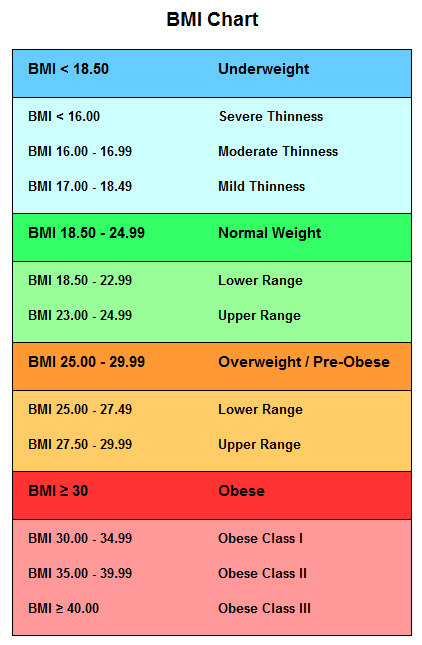 BMI Chart
BMI < 18.50 Underweight
BMI < 16.00 Severe Thinness
BMI 16.00 - 16.99 Moderate Thinness
BMI 17.00 - 18.49 Mild Thinness
BMI 18.50 - 24.99 Normal Weight
BMI 18.50 - 22.99 Lower Range
BMI 23.00 - 24.99 Upper Range
BMI 25.00 - 29.99 Overweight / Pre-Obese
BMI 25.00 - 27.49 Lower Range
BMI 27.50 - 29.99 Upper Range
BMI ≥ 30 Obese
BMI 30.00 - 34.99 Obese Class I
BMI 35.00 - 39.99 Obese Class II
BMI ≥ 40.00 Obese Class III